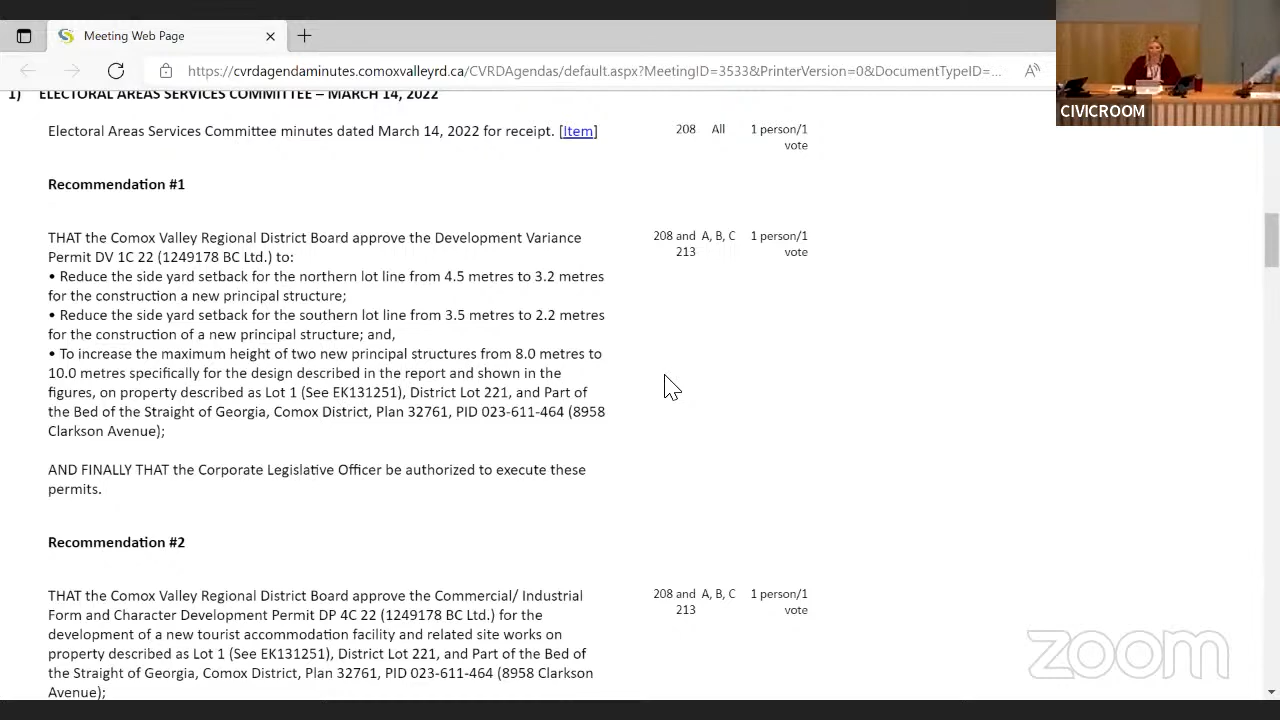 Meeting Web Page
https://cvrdagendaminutes.comoxvalleyrd.ca/CVRDAgendas/default.aspx?MeetingID=3533&PrinterVersion=0&DocumentTypeID=...
CIVICROOM
1) ELECTORAL AREAS SERVICES COMMITTEE – MARCH 14, 2022
Electoral Areas Services Committee minutes dated March 14, 2022 for receipt. [Item] 208 All 1 person/1
vote
Recommendation #1
THAT the Comox Valley Regional District Board approve the Development Variance 208 and A, B, C 1 person/1
Permit DV 1C 22 (1249178 BC Ltd.) to: 213 vote
• Reduce the side yard setback for the northern lot line from 4.5 metres to 3.2 metres
for the construction a new principal structure;
• Reduce the side yard setback for the southern lot line from 3.5 metres to 2.2 metres
for the construction of a new principal structure; and,
• To increase the maximum height of two new principal structures from 8.0 metres to
10.0 metres specifically for the design described in the report and shown in the
figures, on property described as Lot 1 (See EK131251), District Lot 221, and Part of
the Bed of the Straight of Georgia, Comox District, Plan 32761, PID 023-611-464 (8958
Clarkson Avenue);
AND FINALLY THAT the Corporate Legislative Officer be authorized to execute these
permits.
Recommendation #2
THAT the Comox Valley Regional District Board approve the Commercial/ Industrial 208 and A, B, C 1 person/1
Form and Character Development Permit DP 4C 22 (1249178 BC Ltd.) for the 213 vote
development of a new tourist accommodation facility and related site works on
property described as Lot 1 (See EK131251), District Lot 221, and Part of the Bed of
the Straight of Georgia, Comox District, Plan 32761, PID 023-611-464 (8958 Clarkson
Avenue);
zoom